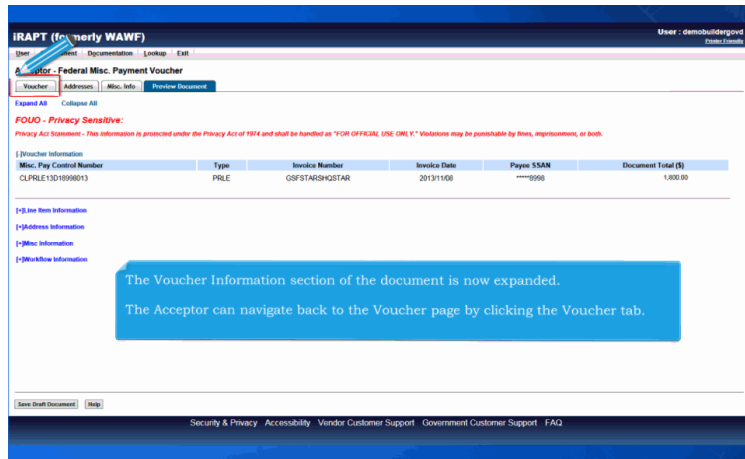 iRAPT (formerly WAWF)
User : demobuildergovd
Printer Friendly
User Documentation Lookup Exit
Acceptor - Federal Misc. Payment Voucher
Voucher Addresses Misc. Info Preview Document
Expand All Collapse All
FOUO - Privacy Sensitive:
Privacy Act Statement - This information is protected under the Privacy Act of 1974 and shall be handled as "FOR OFFICIAL USE ONLY." Violations may be punishable by fines, imprisonment, or both.
[-]Voucher Information
Misc. Pay Control Number Type Invoice Number Invoice Date Payee SSAN Document Total ($)
CLPRLE13D18998013 PRLE GSFSTARSHQSTAR 2013/11/08 *****8998 1,800.00
[+]Line Item Information
[+]Address Information
[+]Misc Information
[+]Workflow Information
The Voucher Information section of the document is now expanded.
The Acceptor can navigate back to the Voucher page by clicking the Voucher tab.
Save Draft Document Help
Security & Privacy Accessibility Vendor Customer Support Government Customer Support FAQ